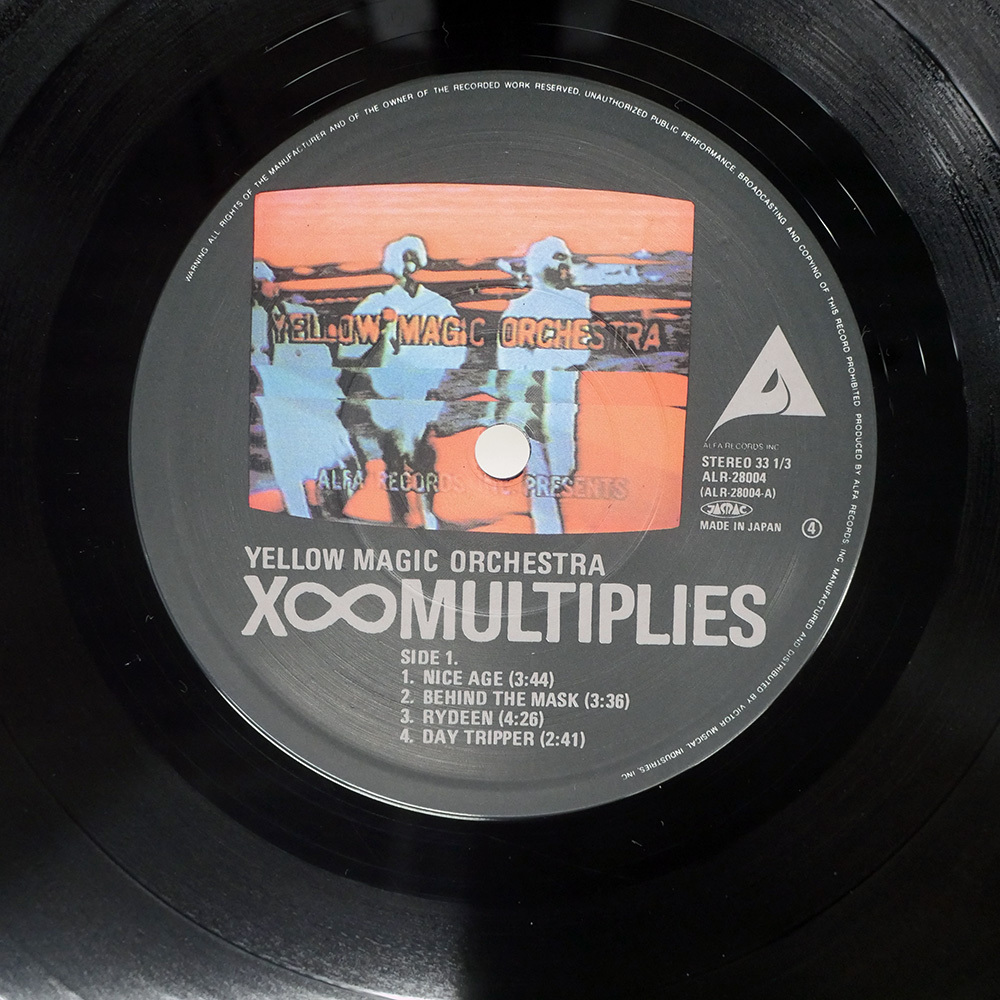 WARNING ALL RIGHTS OF THE MANUFACTURER AND OF THE OWNER OF THE RECORDED WORK RESERVED. UNAUTHORIZED PUBLIC PERFORMANCE, BROADCASTING AND COPYING OF THIS RECORD PROHIBITED. PRODUCED BY ALFA RECORDS INC. MANUFACTURED AND DISTRIBUTED BY VICTOR MUSICAL INDUSTRIES, INC
YELLOW MAGIC ORCHESTRA
ALFA RECORDS INC PRESENTS
ALFA RECORDS INC
STEREO 33 1/3
ALR-28004
(ALR-28004-A)
JASRAC
MADE IN JAPAN
4
YELLOW MAGIC ORCHESTRA
X∞MULTIPLIES
SIDE 1.
1. NICE AGE (3:44)
2. BEHIND THE MASK (3:36)
3. RYDEEN (4:26)
4. DAY TRIPPER (2:41)